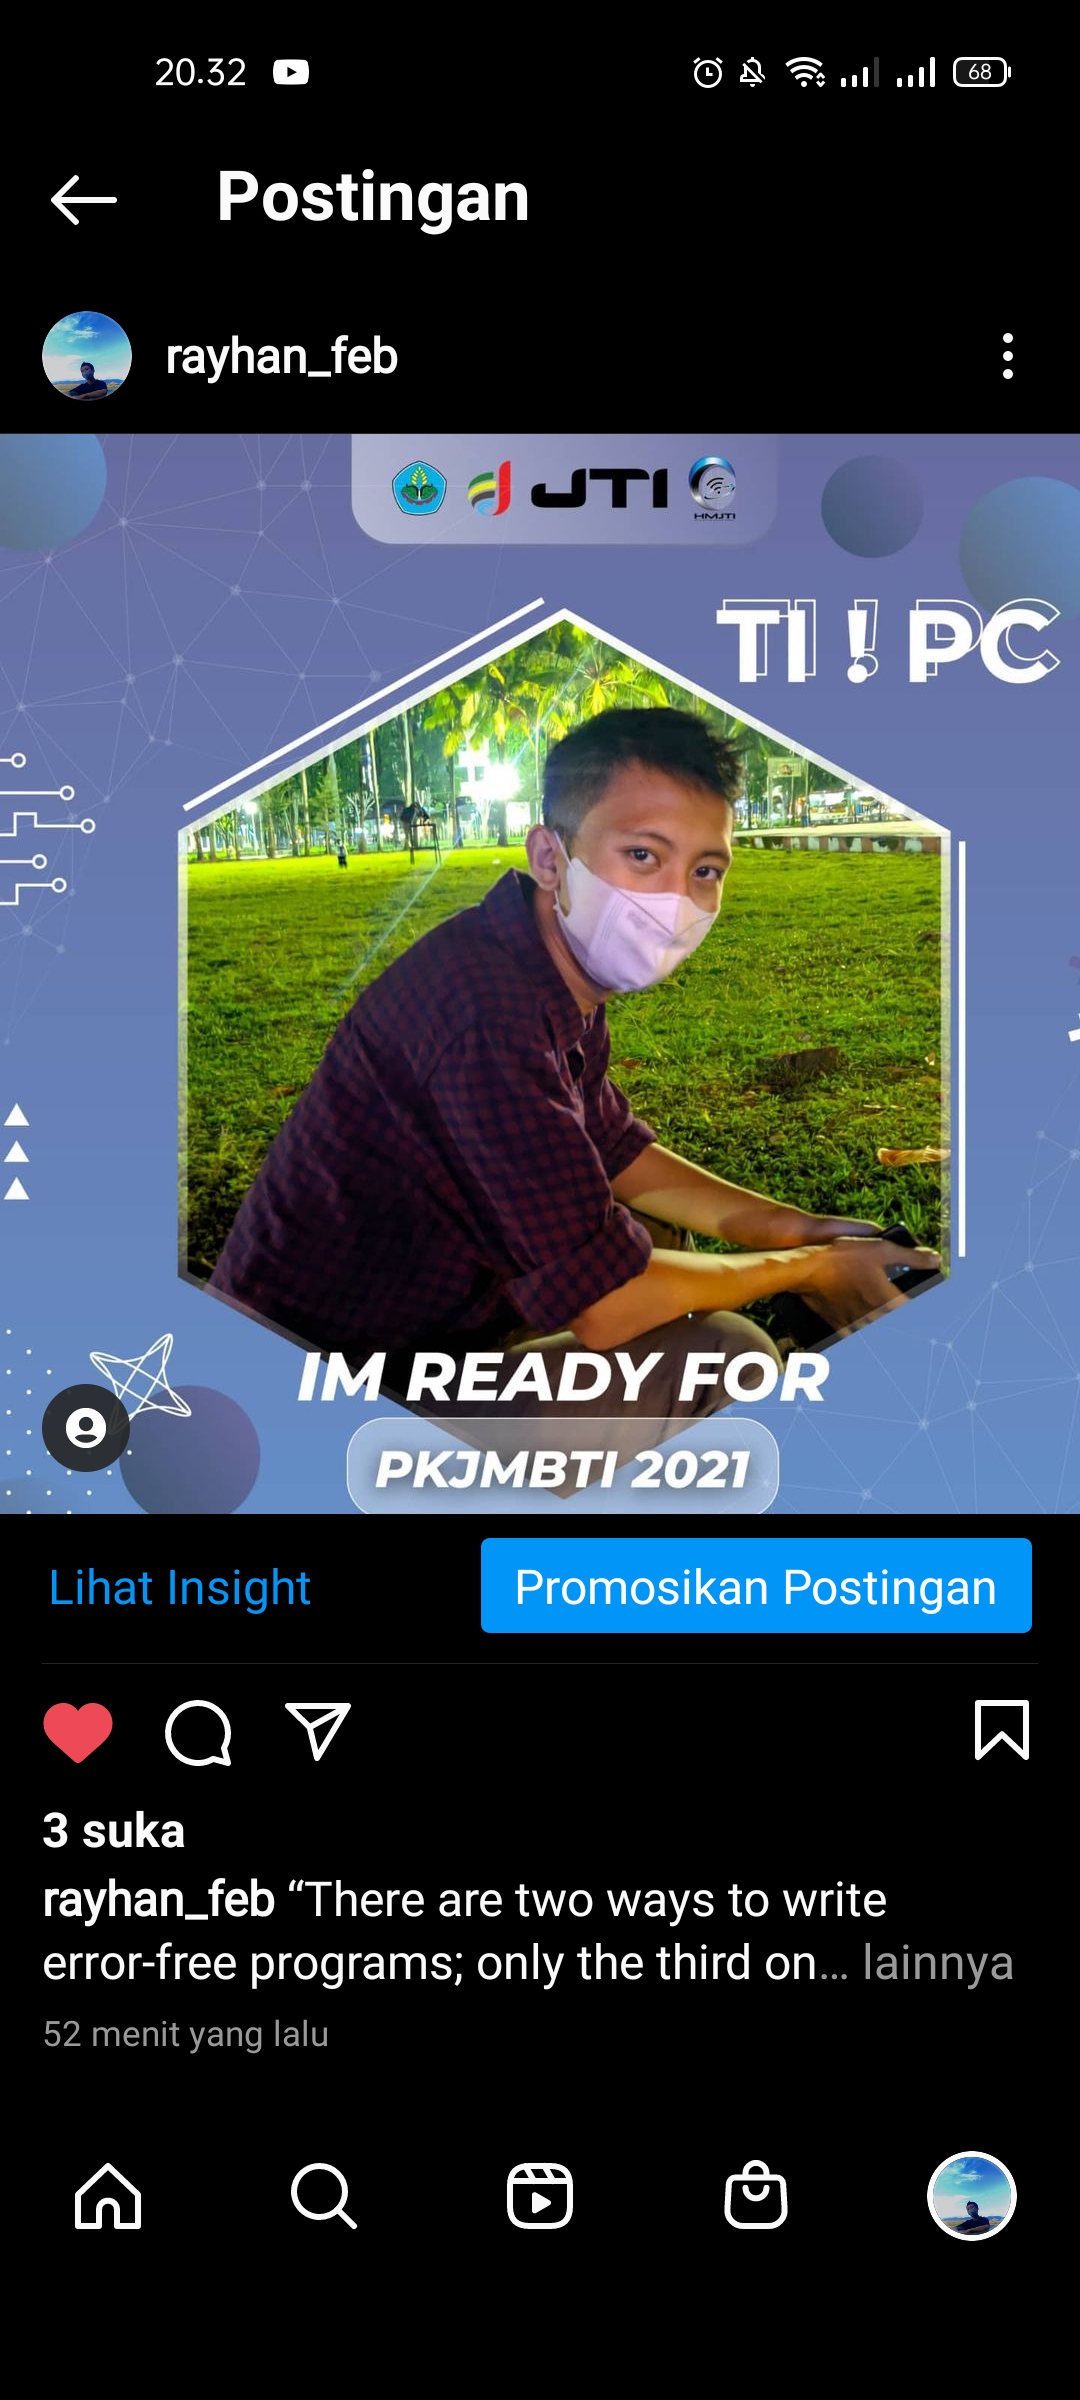 20.32
68
Postingan
rayhan_feb
JTI
HMJTI
TI ! PC
IM READY FOR
PKJMBTI 2021
Lihat Insight
Promosikan Postingan
3 suka
rayhan_feb “There are two ways to write
error-free programs; only the third on... lainnya
52 menit yang lalu